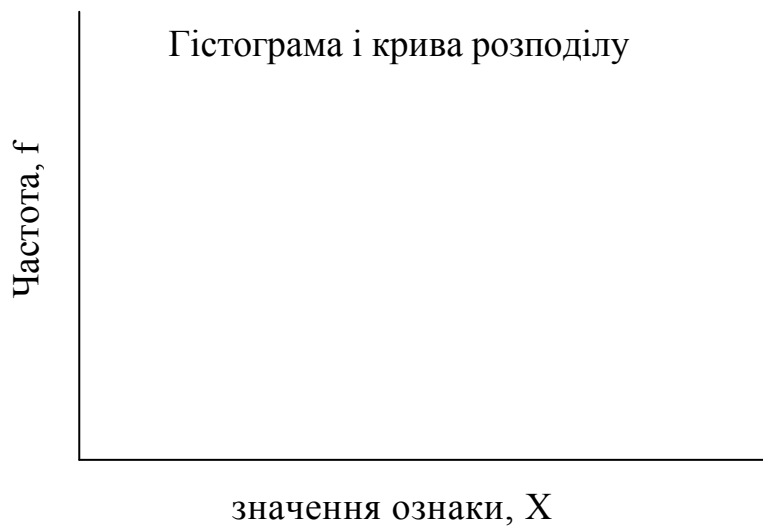 Гістограма і крива розподілу
Частота, f
значення ознаки, X